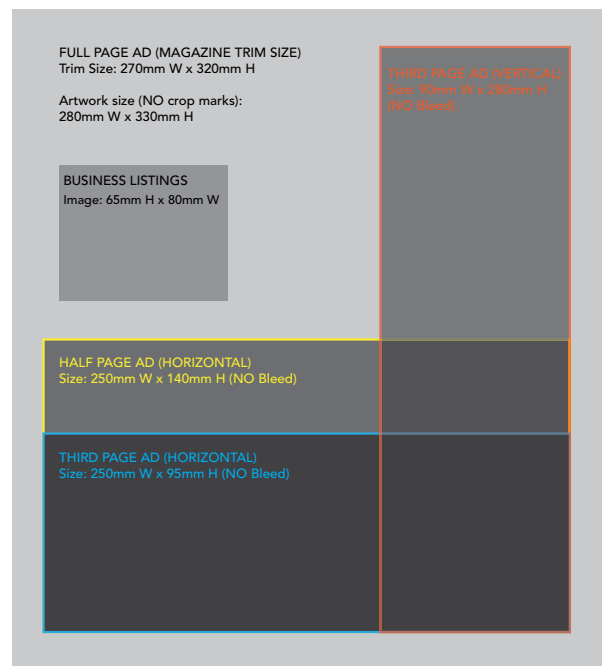 FULL PAGE AD (MAGAZINE TRIM SIZE)
Trim Size: 270mm W x 320mm H
Artwork size (NO crop marks):
280mm W x 330mm H
THIRD PAGE AD (VERTICAL)
Size: 90mm W x 280mm H
(NO Bleed)
BUSINESS LISTINGS
Image: 65mm H x 80mm W
HALF PAGE AD (HORIZONTAL)
Size: 250mm W x 140mm H (NO Bleed)
THIRD PAGE AD (HORIZONTAL)
Size: 250mm W x 95mm H (NO Bleed)